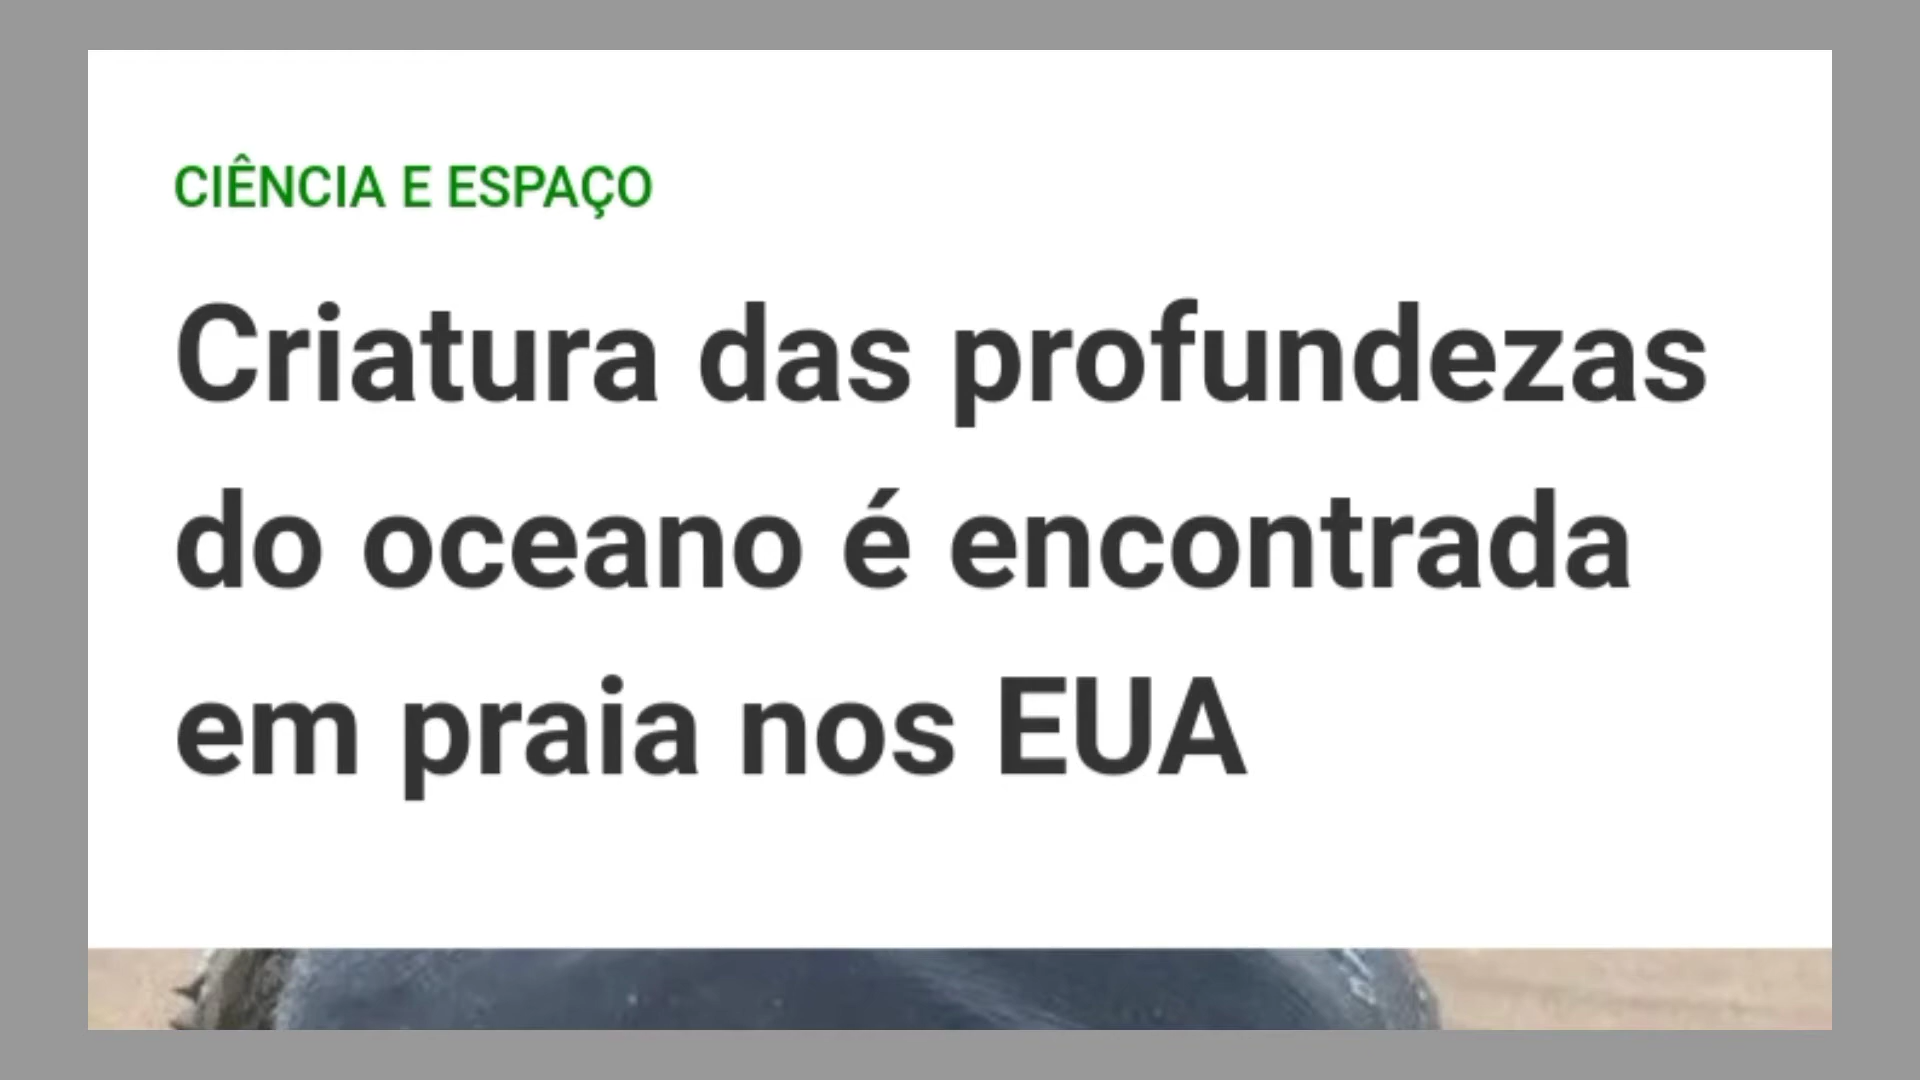 CIÊNCIA E ESPAÇO
Criatura das profundezas
do oceano é encontrada
em praia nos EUA